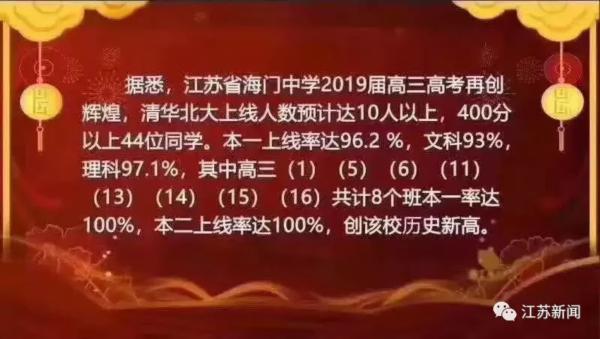 据悉，江苏省海门中学2019届高三高考再创
辉煌，清华北大上线人数预计达10人以上，400分
以上44位同学。本一上线率达96.2 %，文科93%，
理科97.1%，其中高三（1）（5）（6）（11）
（13）（14）（15）（16）共计8个班本一率达
100%，本二上线率达100%，创该校历史新高。
江苏新闻